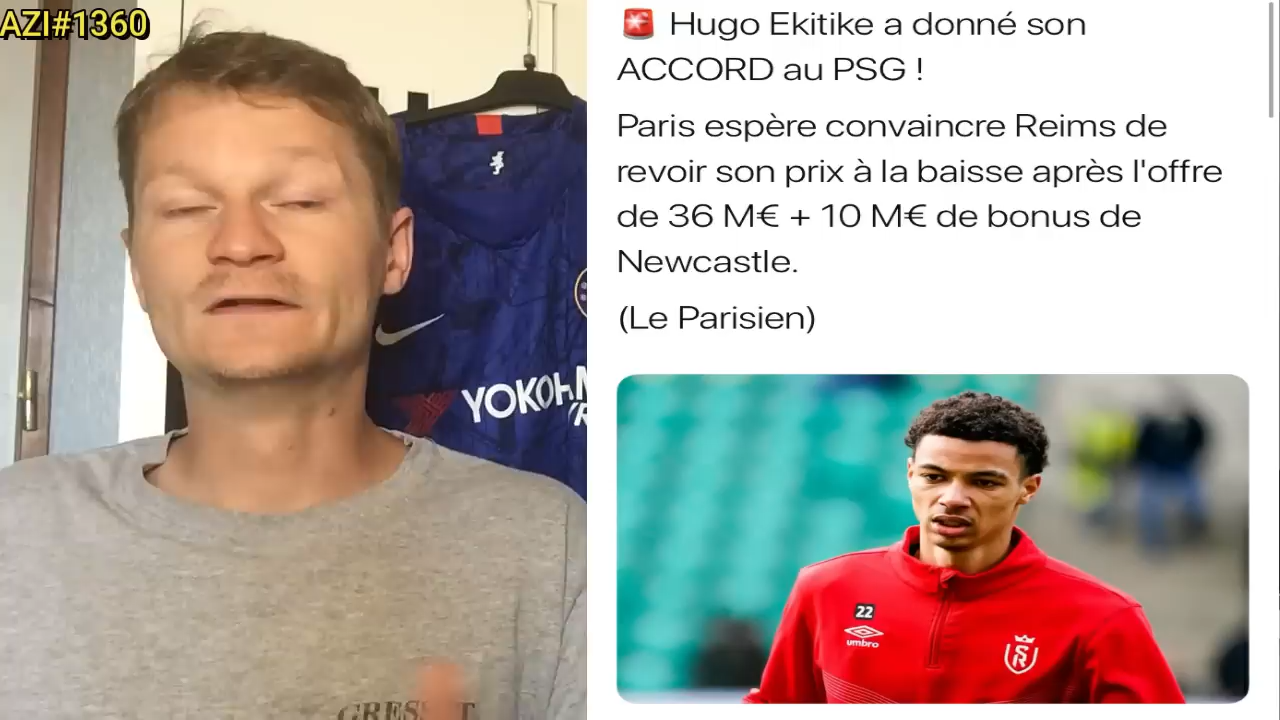 AZI#1360
🚨 Hugo Ekitike a donné son
ACCORD au PSG !
Paris espère convaincre Reims de
revoir son prix à la baisse après l'offre
de 36 M€ + 10 M€ de bonus de
Newcastle.
(Le Parisien)
YOKOH
22
umbro
SR